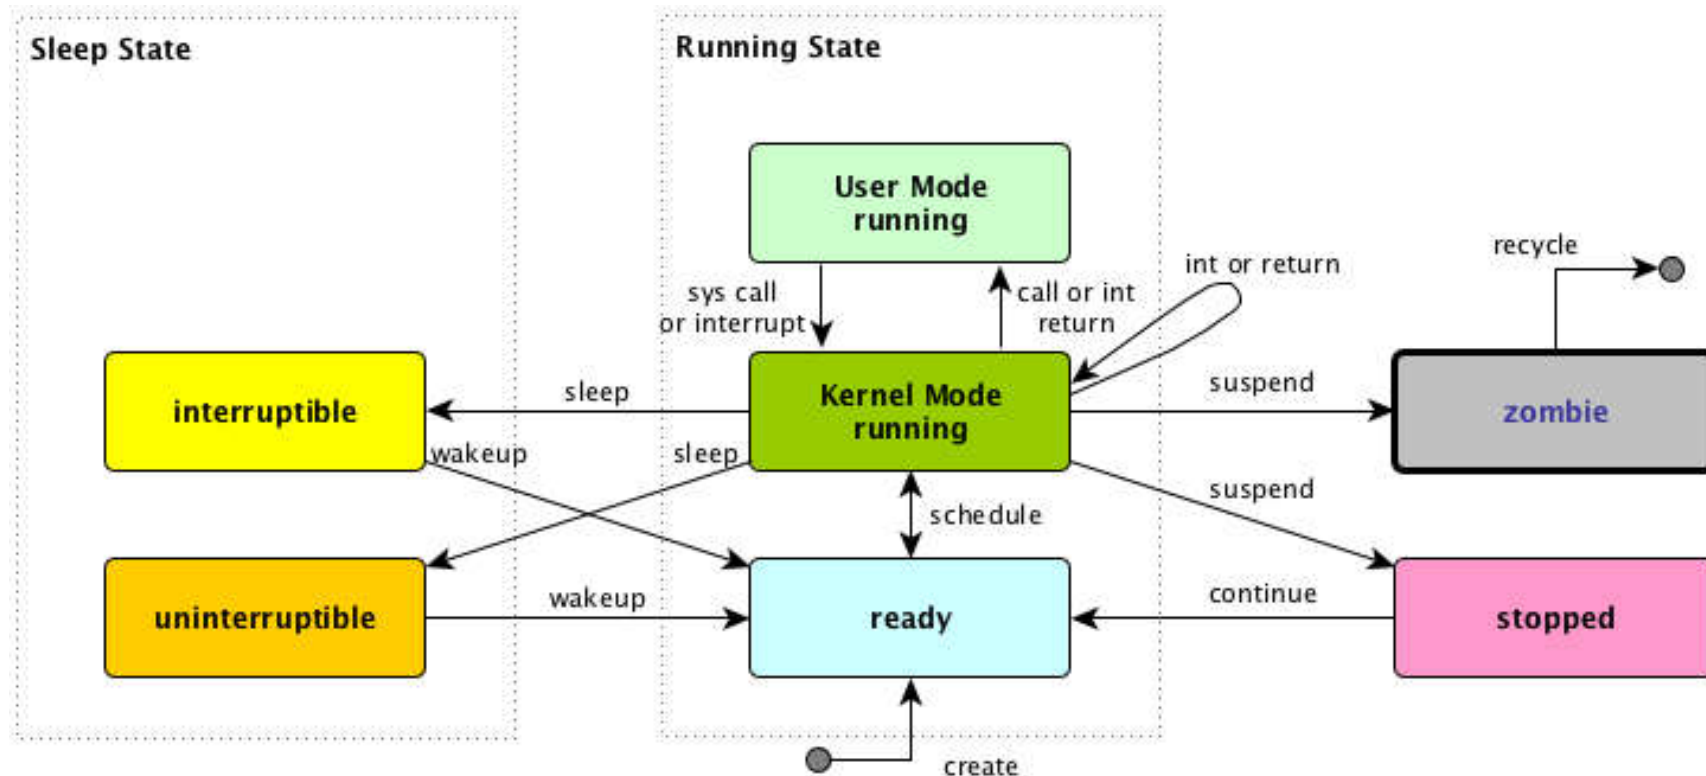 Sleep State
Running State
User Mode
running
recycle
int or return
sys call
or interrupt
call or int
return
interruptible
sleep
Kernel Mode
running
suspend
zombie
wakeup
sleep
suspend
schedule
uninterruptible
wakeup
ready
continue
stopped
create